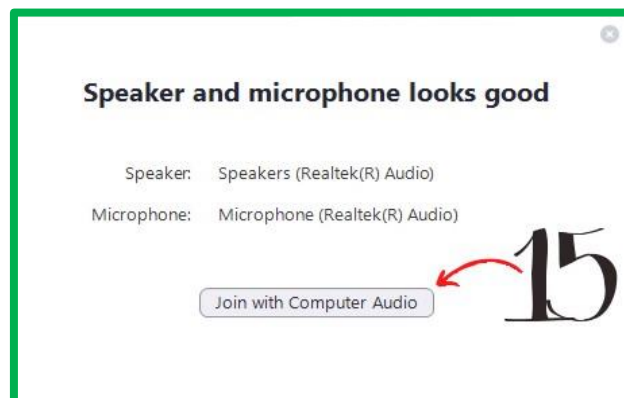 Speaker and microphone looks good
Speaker: Speakers (Realtek(R) Audio)
Microphone: Microphone (Realtek(R) Audio)
15
Join with Computer Audio